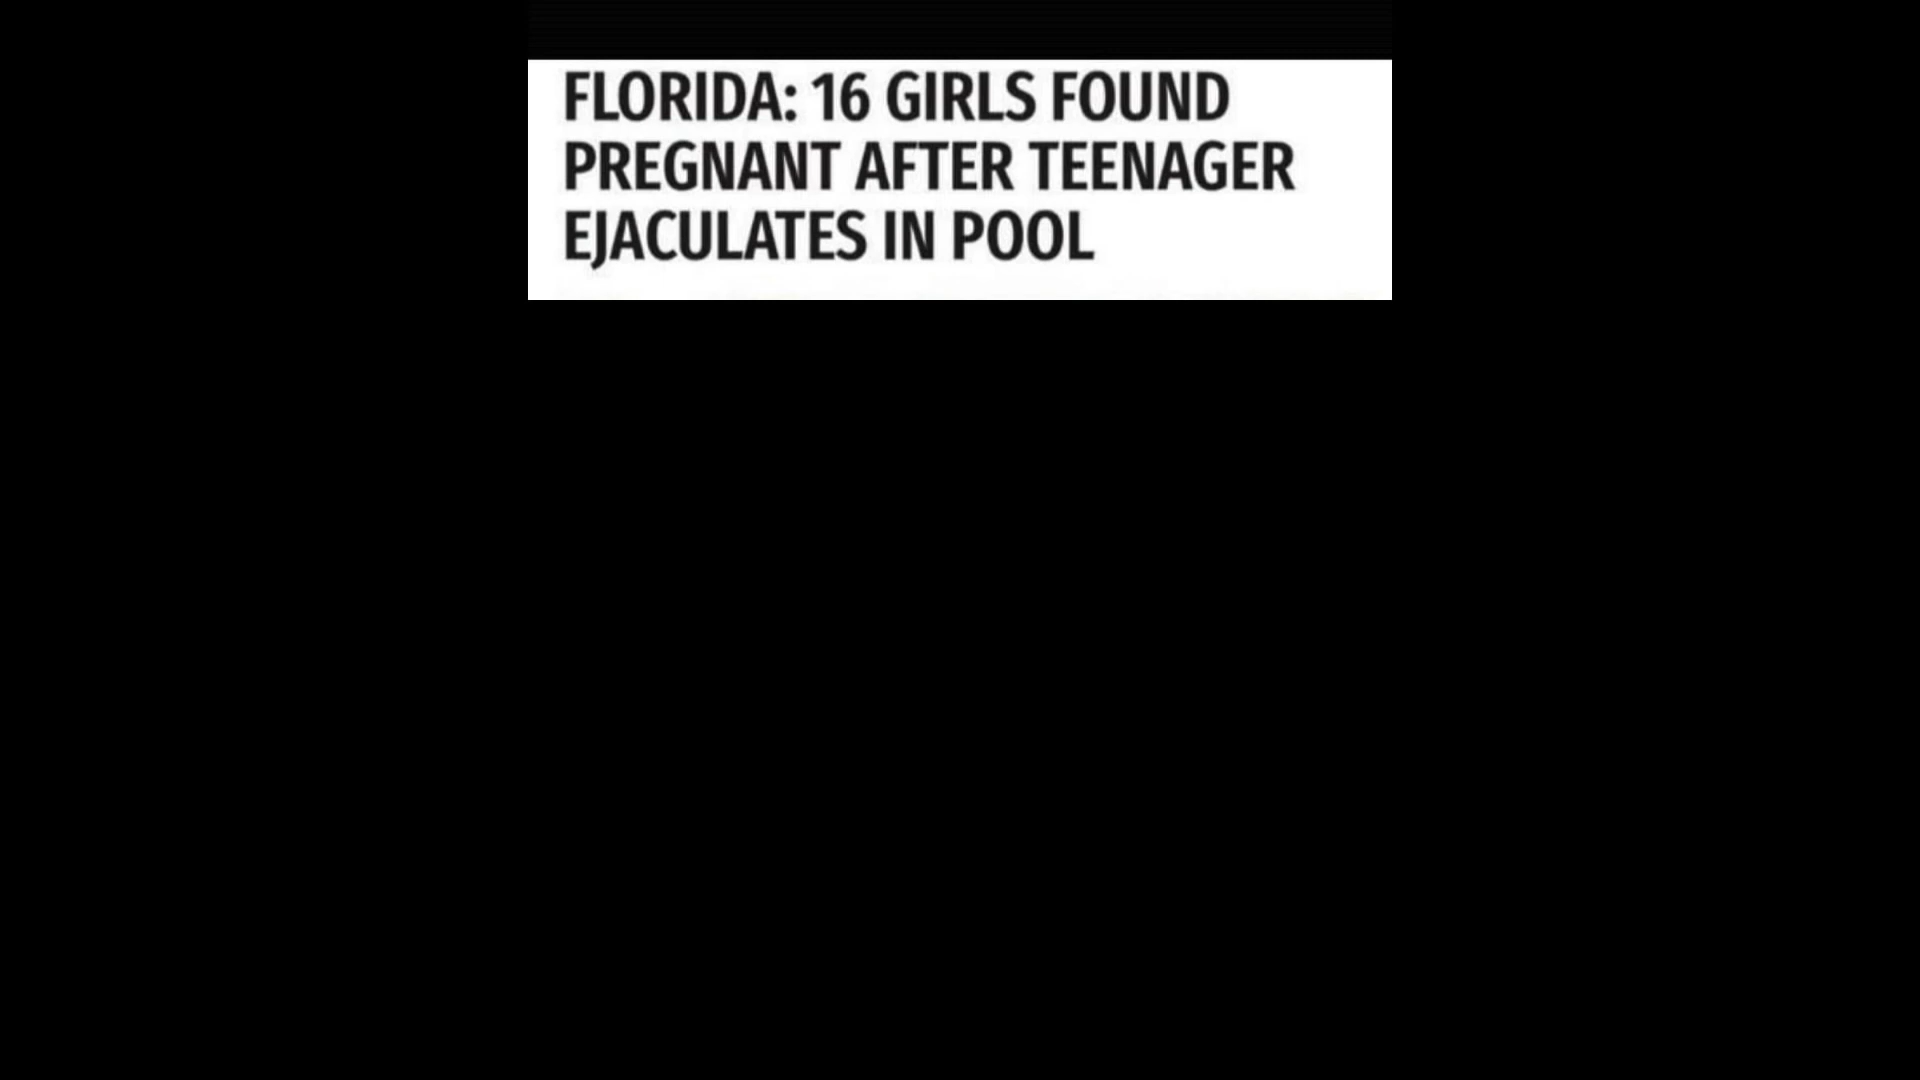 FLORIDA: 16 GIRLS FOUND
PREGNANT AFTER TEENAGER
EJACULATES IN POOL